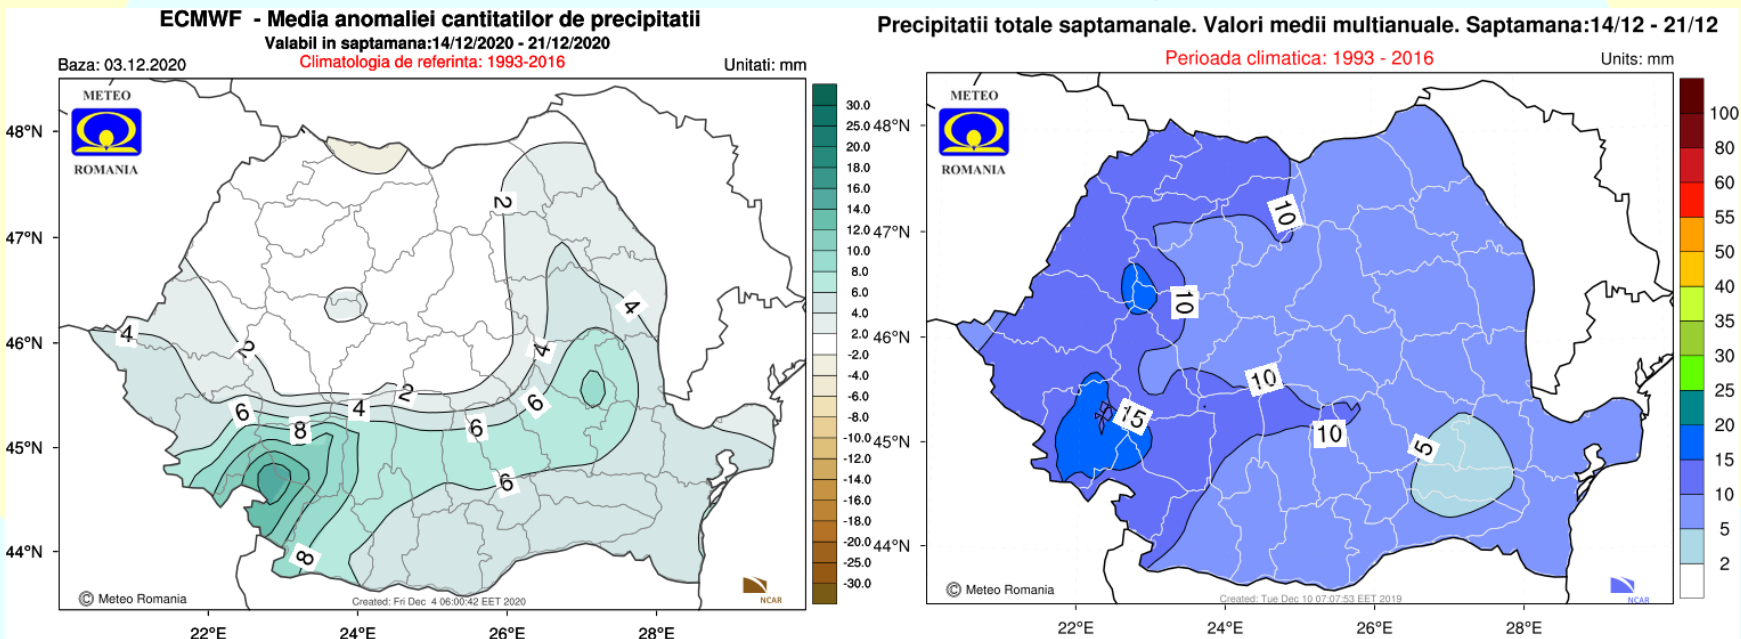 ECMWF - Media anomaliei cantitatilor de precipitatii
Valabil in saptamana:14/12/2020 - 21/12/2020
Baza: 03.12.2020
Climatologia de referinta: 1993-2016
Unitati: mm
METEO
ROMANIA
48°N
47°N
46°N
45°N
44°N
22°E
24°E
26°E
28°E
2
4
4
2
4
2
6
8
4
6
6
6
8
30.0
25.0
20.0
18.0
16.0
14.0
12.0
10.0
8.0
6.0
4.0
2.0
-2.0
-4.0
-6.0
-8.0
-10.0
-12.0
-14.0
-16.0
-18.0
-20.0
-25.0
-30.0
© Meteo Romania
Created: Fri Dec 4 06:00:42 EET 2020
NCAR
Precipitatii totale saptamanale. Valori medii multianuale. Saptamana:14/12 - 21/12
Perioada climatica: 1993 - 2016
Units: mm
METEO
ROMANIA
48°N
47°N
46°N
45°N
44°N
22°E
24°E
26°E
28°E
10
10
10
15
10
5
100
80
60
55
50
40
35
30
25
20
15
10
5
2
© Meteo Romania
Created: Tue Dec 10 07:07:53 EET 2019
NCAR